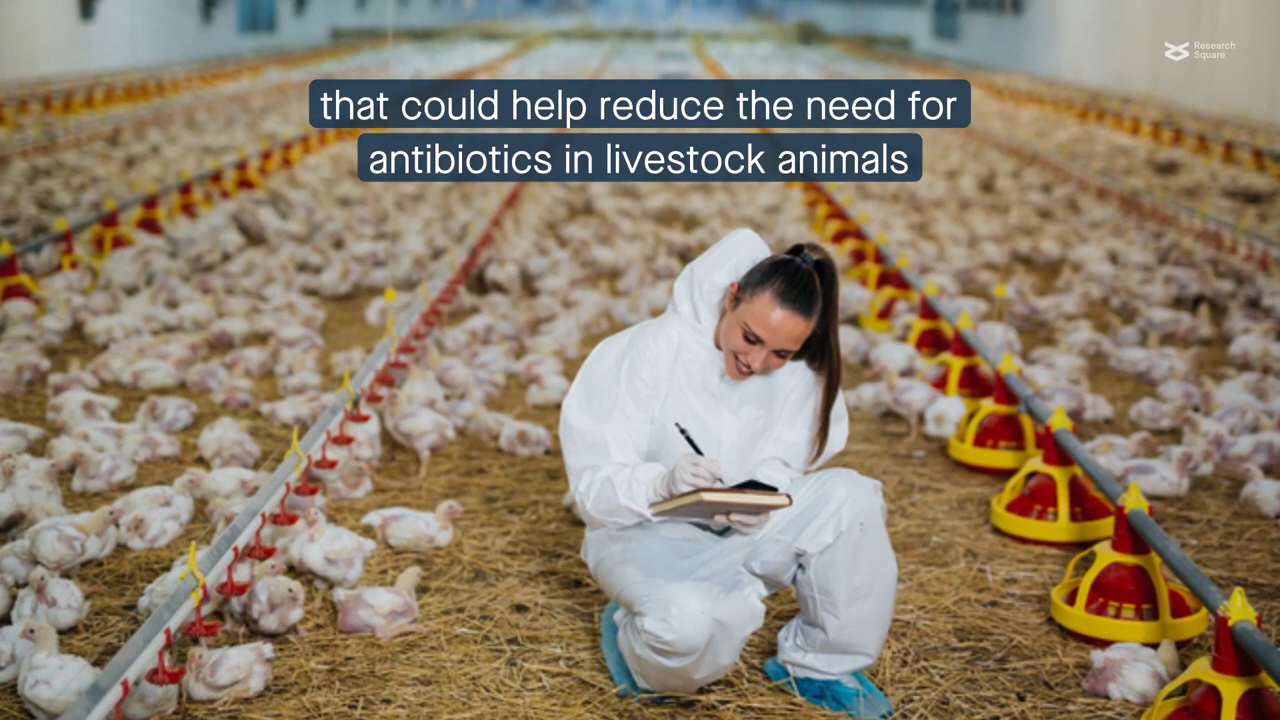 Research
Square
that could help reduce the need for
antibiotics in livestock animals